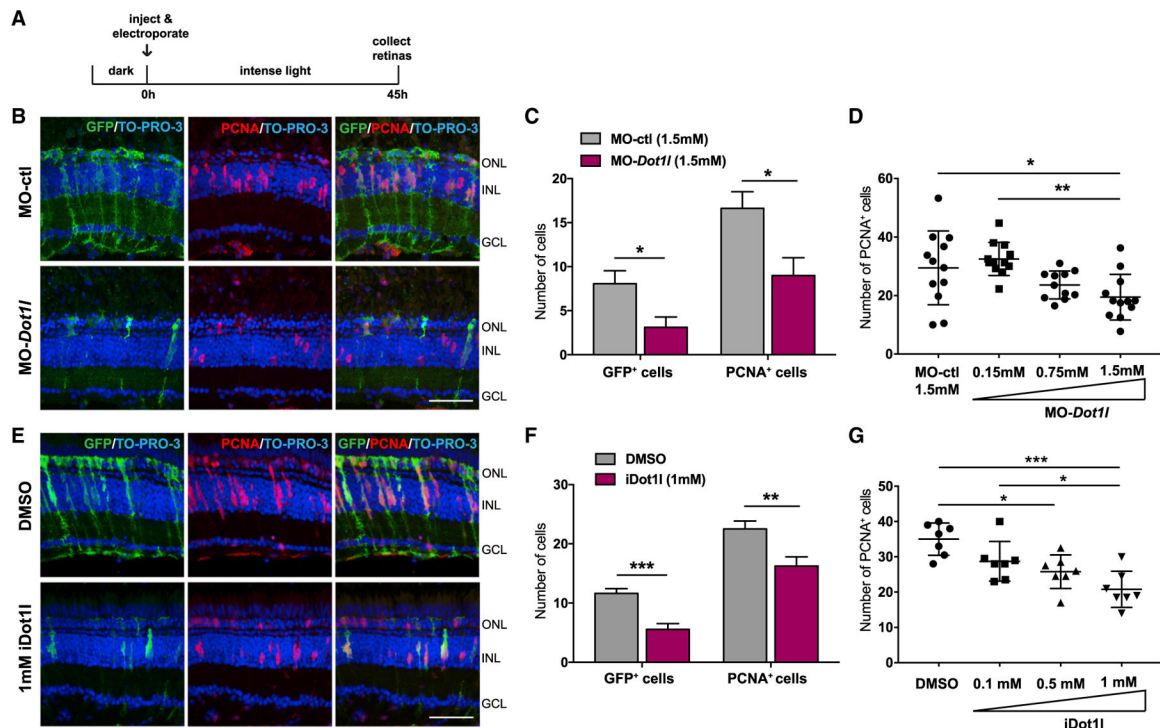 A
inject &
electroporate
collect
retinas
dark
intense light
0h
45h
B
GFP/TO-PRO-3
PCNA/TO-PRO-3
GFP/PCNA/TO-PRO-3
MO-ctl
ONL
INL
GCL
MO-Dot1l
ONL
INL
GCL
C
MO-ctl (1.5mM)
MO-Dot1l (1.5mM)
Number of cells
20
15
10
5
0
*
*
GFP+ cells
PCNA+ cells
D
Number of PCNA+ cells
60
40
20
0
*
**
MO-ctl
1.5mM
0.15mM
0.75mM
1.5mM
MO-Dot1l
E
GFP/TO-PRO-3
PCNA/TO-PRO-3
GFP/PCNA/TO-PRO-3
DMSO
ONL
INL
GCL
1mM iDot1l
ONL
INL
GCL
F
DMSO
iDot1l (1mM)
Number of cells
30
20
10
0
***
**
GFP+ cells
PCNA+ cells
G
Number of PCNA+ cells
50
40
30
20
10
0
***
*
*
DMSO
0.1 mM
0.5 mM
1 mM
iDot1l